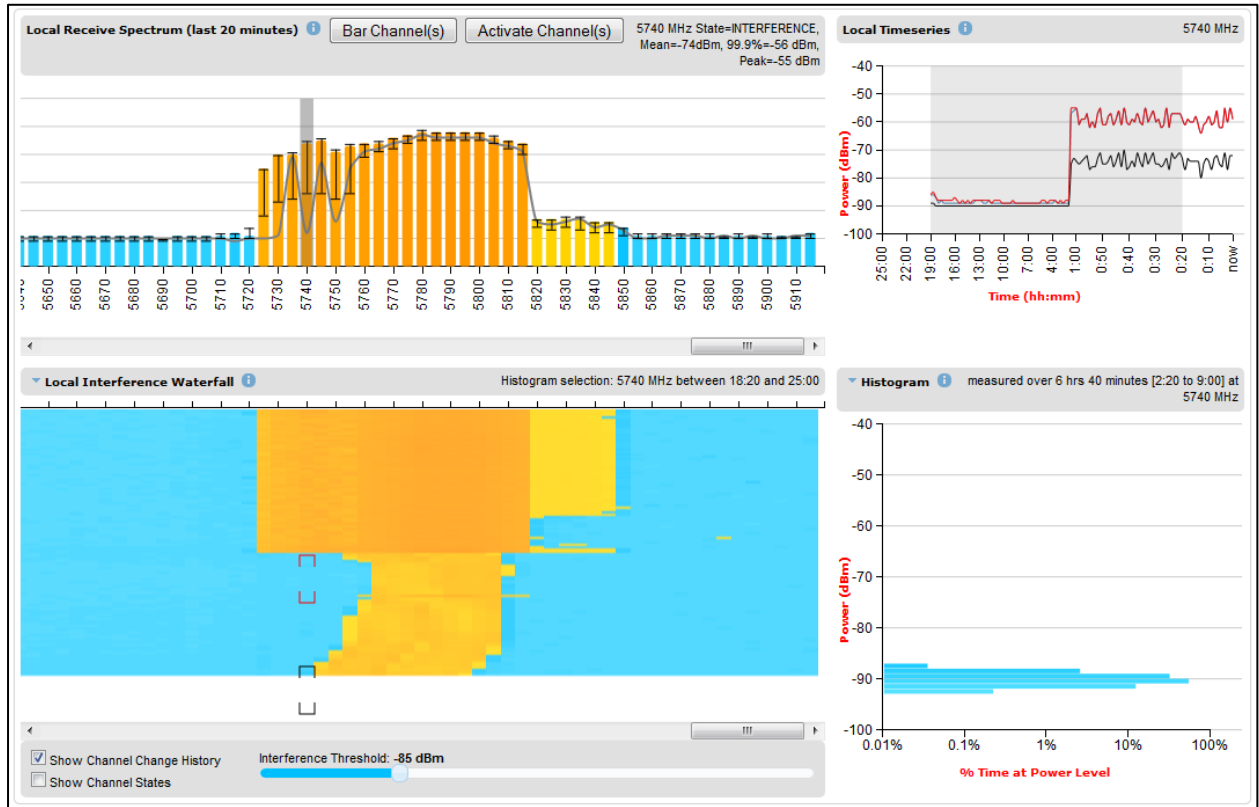 Local Receive Spectrum (last 20 minutes)
Bar Channel(s)
Activate Channel(s)
5740 MHz State=INTERFERENCE,
Mean=-74dBm, 99.9%=-56 dBm,
Peak=-55 dBm
5650
5660
5670
5680
5690
5700
5710
5720
5730
5740
5750
5760
5770
5780
5790
5800
5810
5820
5830
5840
5850
5860
5870
5880
5890
5900
5910
Local Timeseries
5740 MHz
-40
-50
-60
-70
-80
-90
-100
Power (dBm)
25:00
22:00
19:00
16:00
13:00
10:00
7:00
4:00
1:00
0:50
0:40
0:30
0:20
0:10
now
Time (hh:mm)
Local Interference Waterfall
Histogram selection: 5740 MHz between 18:20 and 25:00
Show Channel Change History
Show Channel States
Interference Threshold: -85 dBm
Histogram
measured over 6 hrs 40 minutes [2:20 to 9:00] at
5740 MHz
-40
-50
-60
-70
-80
-90
-100
Power (dBm)
0.01%
0.1%
1%
10%
100%
% Time at Power Level